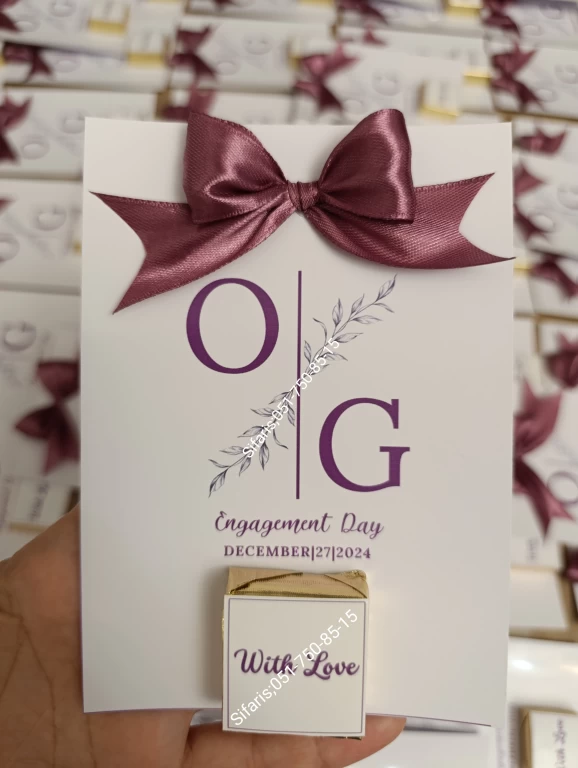 O
G
Sifaris;051-750-85-15
Engagement Day
DECEMBER|27|2024
With Love
Sifaris;051-750-85-15